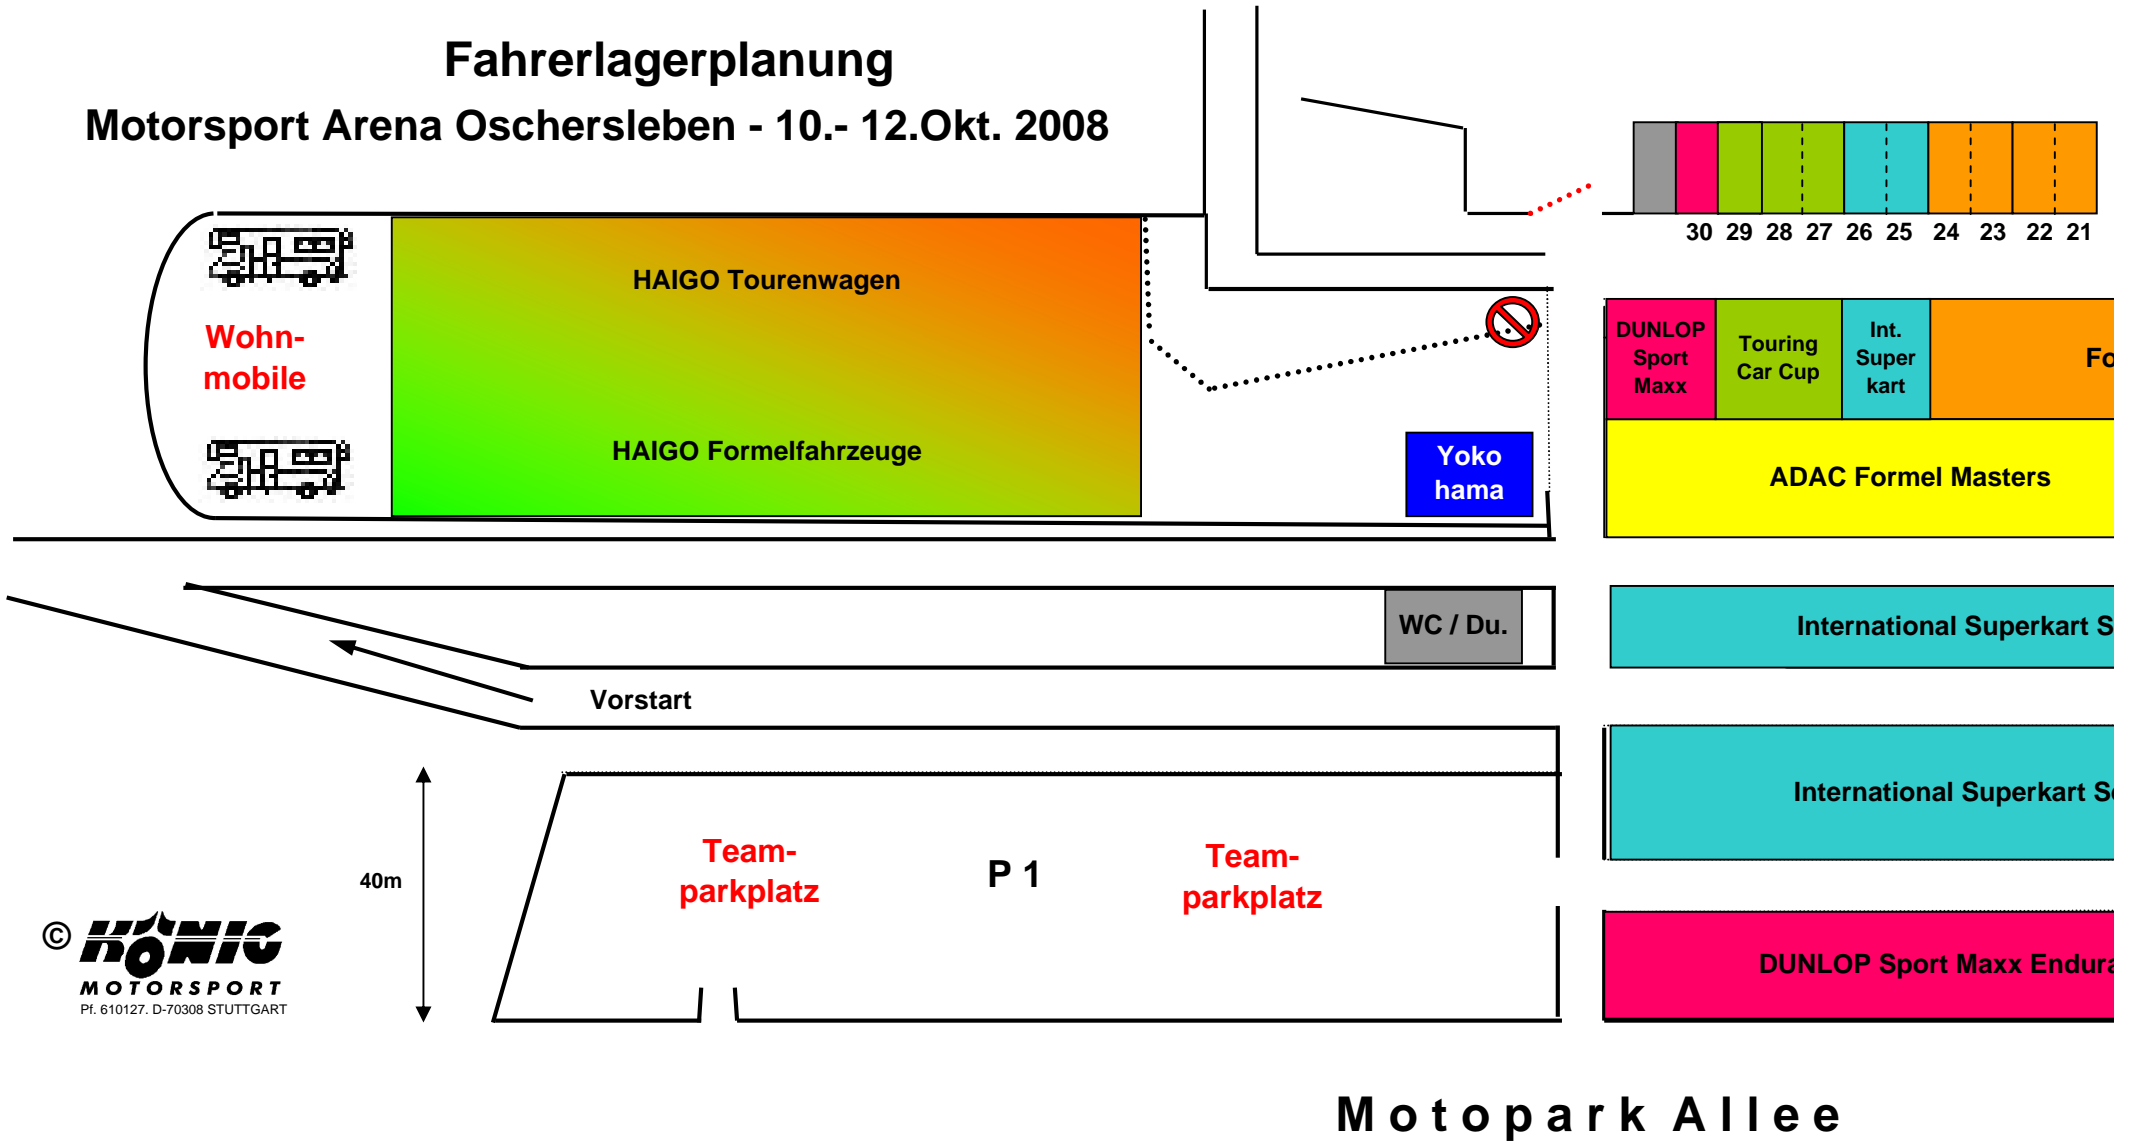 Fahrerlagerplanung
Motorsport Arena Oschersleben - 10.- 12.Okt. 2008
30 29 28 27 26 25 24 23 22 21
HAIGO Tourenwagen
Wohn-
mobile
HAIGO Formelfahrzeuge
Yoko
hama
DUNLOP
Sport
Maxx
Touring
Car Cup
Int.
Super
kart
Fo
ADAC Formel Masters
WC / Du.
International Superkart S
Vorstart
International Superkart Se
40m
Team-
parkplatz
P 1
Team-
parkplatz
DUNLOP Sport Maxx Endura
© KÖNIG
MOTORSPORT
Pf. 610127. D-70308 STUTTGART
Motopark Allee